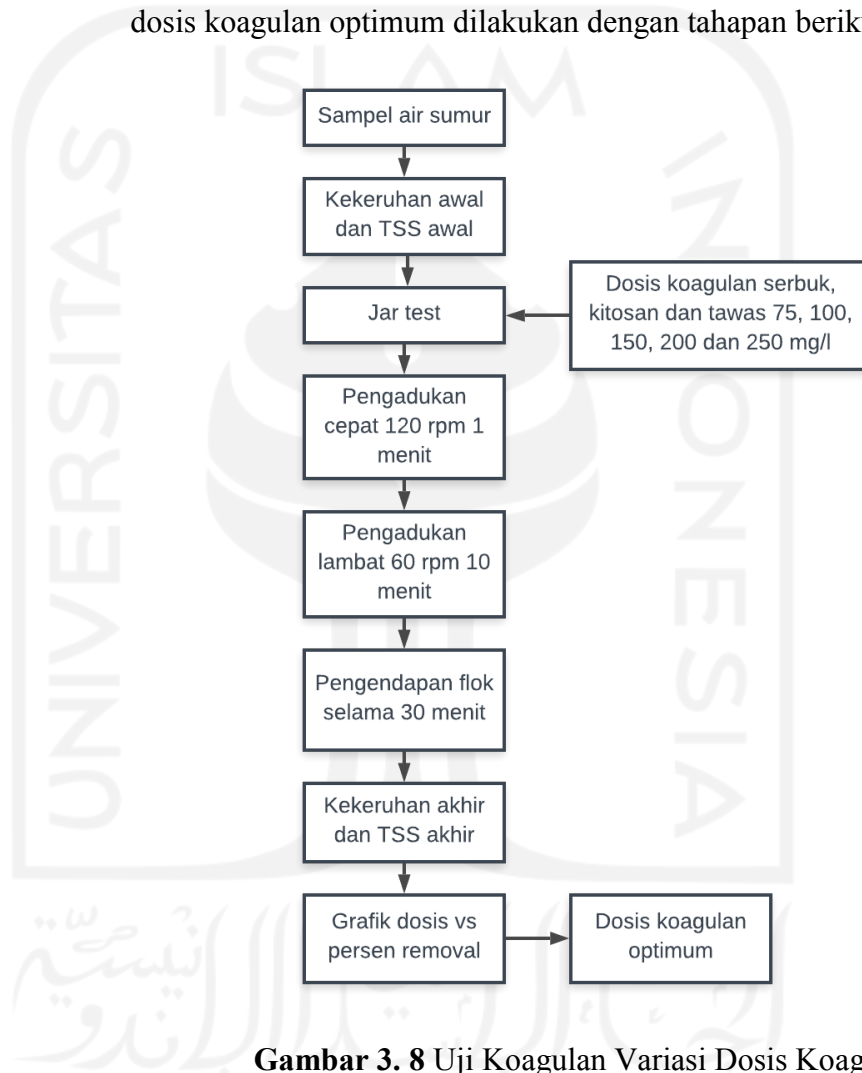 dosis koagulan optimum dilakukan dengan tahapan
Sampel air sumur
Kekeruhan awal
dan TSS awal
Jar test
Dosis koagulan serbuk,
kitosan dan tawas 75, 100,
150, 200 dan 250 mg/l
Pengadukan
cepat 120 rpm 1
menit
Pengadukan
lambat 60 rpm 10
menit
Pengendapan flok
selama 30 menit
Kekeruhan akhir
dan TSS akhir
Grafik dosis vs
persen removal
Dosis koagulan
optimum
Gambar 3. 8 Uji Koagulan Variasi Dosis
ISLAM
UNIVERSITAS
INDONESIA